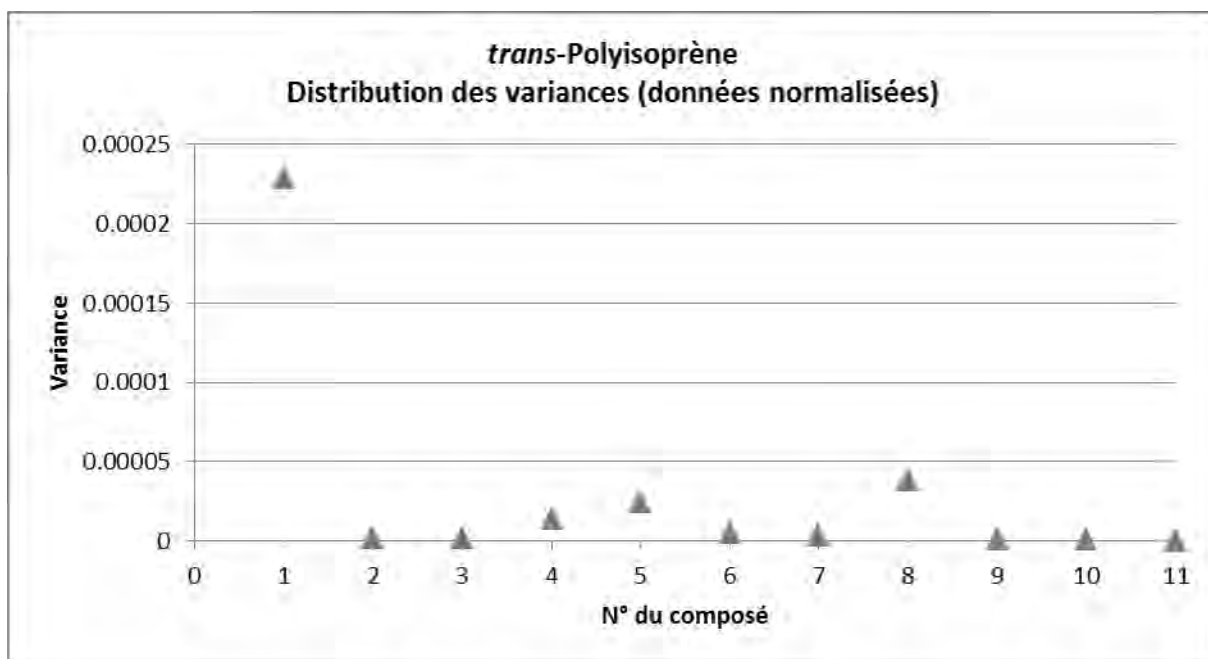 trans-Polyisoprène
Distribution des variances (données normalisées)
0.00025
0.0002
0.00015
0.0001
0.00005
0
Variance
0 1 2 3 4 5 6 7 8 9 10 11
N° du composé